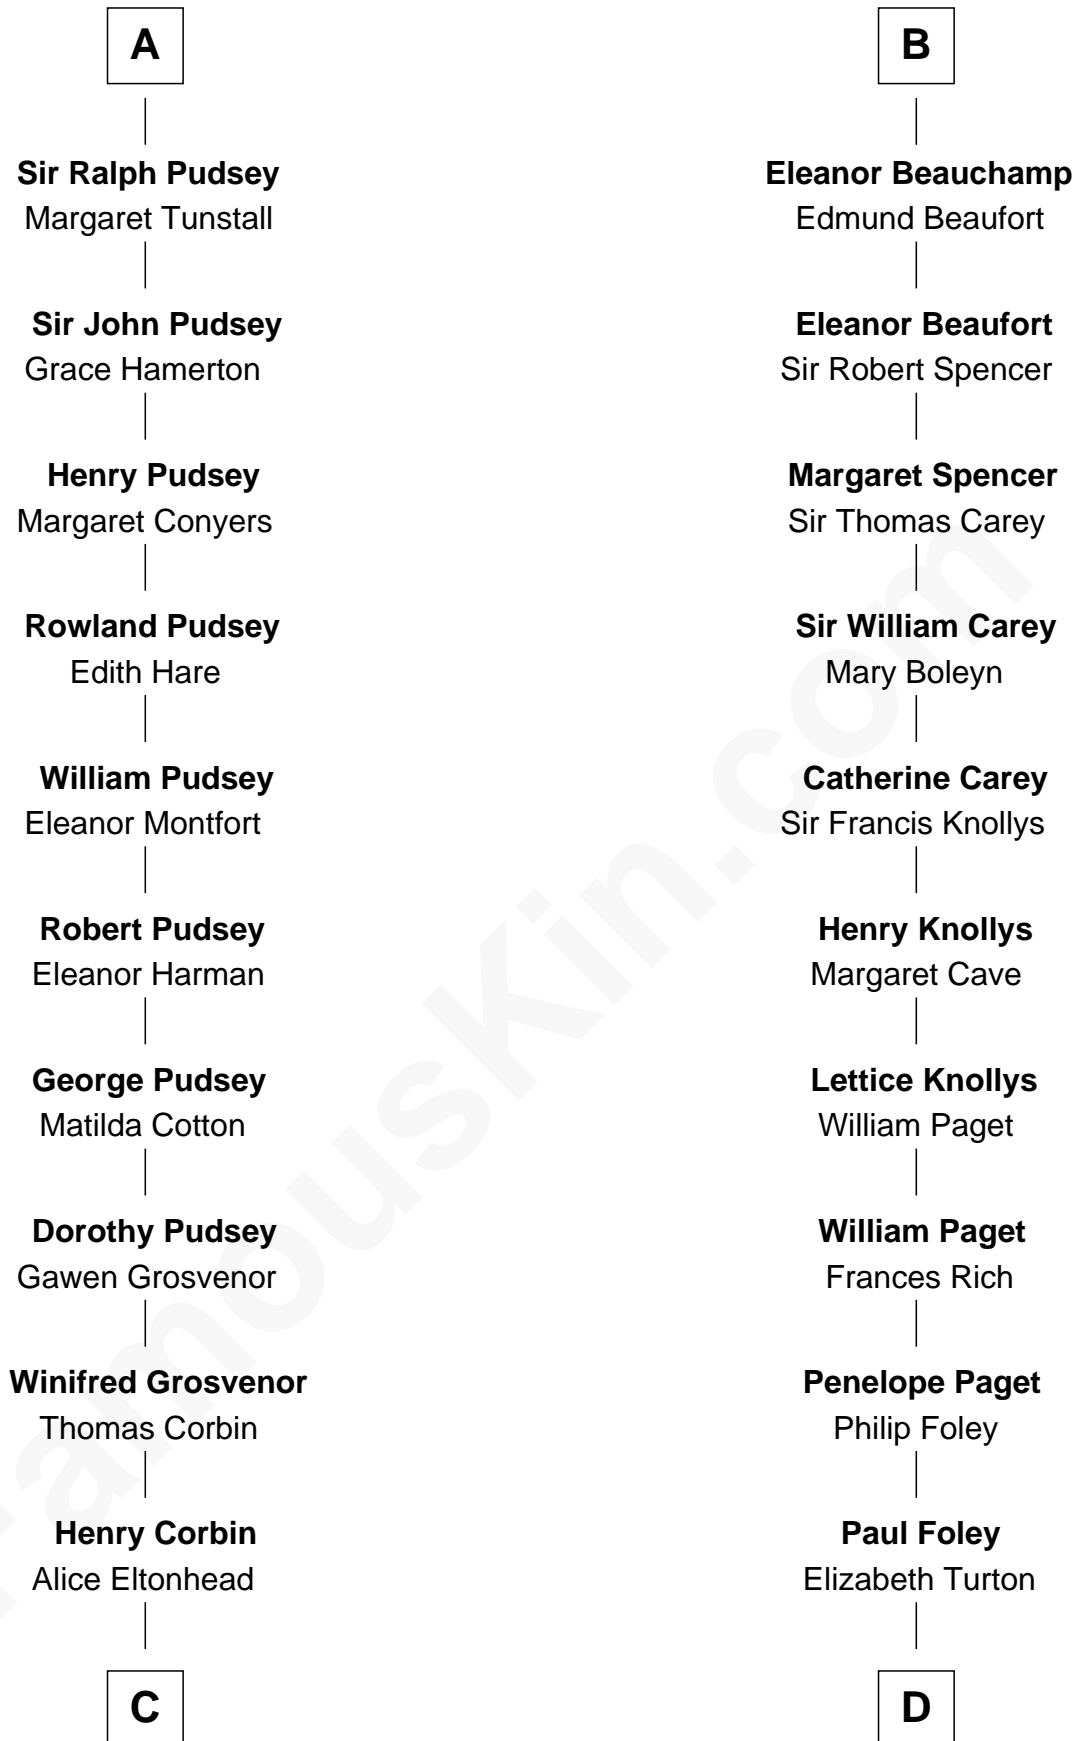 A
Sir Ralph Pudsey
Margaret Tunstall
Sir John Pudsey
Grace Hamerton
Henry Pudsey
Margaret Conyers
Rowland Pudsey
Edith Hare
William Pudsey
Eleanor Montfort
Robert Pudsey
Eleanor Harman
George Pudsey
Matilda Cotton
Dorothy Pudsey
Gawen Grosvenor
Winifred Grosvenor
Thomas Corbin
Henry Corbin
Alice Eltonhead
C
B
Eleanor Beauchamp
Edmund Beaufort
Eleanor Beaufort
Sir Robert Spencer
Margaret Spencer
Sir Thomas Carey
Sir William Carey
Mary Boleyn
Catherine Carey
Sir Francis Knollys
Henry Knollys
Margaret Cave
Lettice Knollys
William Paget
William Paget
Frances Rich
Penelope Paget
Philip Foley
Paul Foley
Elizabeth Turton
D
FamousKin.com